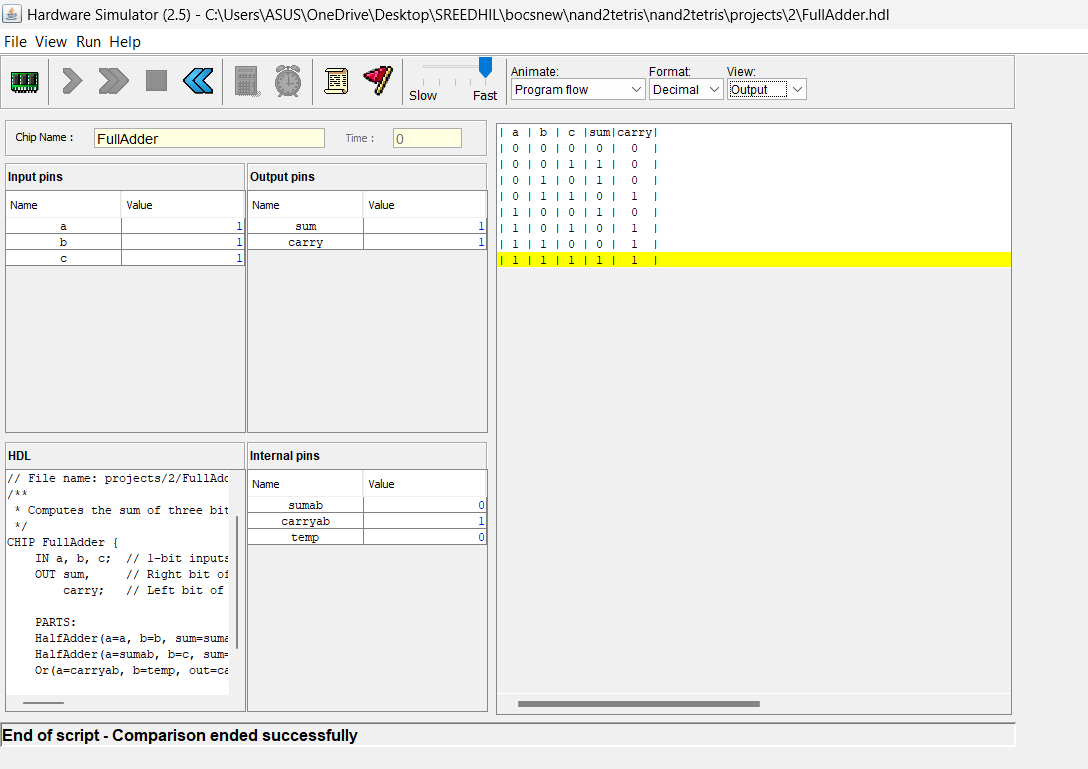 Hardware Simulator (2.5) - C:\Users\ASUS\OneDrive\Desktop\SREEDHIL\bocsnew\nand2tetris\nand2tetris\projects\2\FullAdder.hdl
File View Run Help
Slow Fast
Animate: Format: View:
Program flow Decimal Output
Chip Name : FullAdder Time : 0
Input pins
Name Value
a 1
b 1
c 1
Output pins
Name Value
sum 1
carry 1
| a | b | c |sum|carry|
| 0 | 0 | 0 | 0 | 0 |
| 0 | 0 | 1 | 1 | 0 |
| 0 | 1 | 0 | 1 | 0 |
| 0 | 1 | 1 | 0 | 1 |
| 1 | 0 | 0 | 1 | 0 |
| 1 | 0 | 1 | 0 | 1 |
| 1 | 1 | 0 | 0 | 1 |
| 1 | 1 | 1 | 1 | 1 |
HDL
// File name: projects/2/FullAdd
/**
* Computes the sum of three bit
*/
CHIP FullAdder {
IN a, b, c; // 1-bit inputs
OUT sum, // Right bit of
carry; // Left bit of
PARTS:
HalfAdder(a=a, b=b, sum=suma
HalfAdder(a=sumab, b=c, sum=
Or(a=carryab, b=temp, out=ca
Internal pins
Name Value
sumab 0
carryab 1
temp 0
End of script - Comparison ended successfully